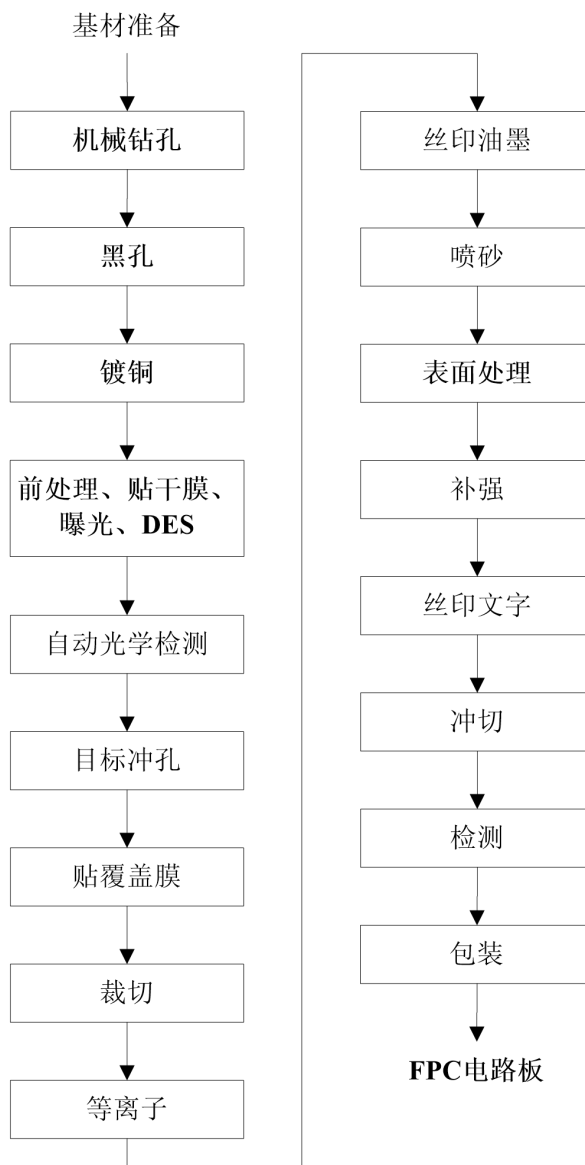 基材准备
机械钻孔
黑孔
镀铜
前处理、贴干膜、
曝光、DES
自动光学检测
目标冲孔
贴覆盖膜
裁切
等离子
丝印油墨
喷砂
表面处理
补强
丝印文字
冲切
检测
包装
FPC电路板